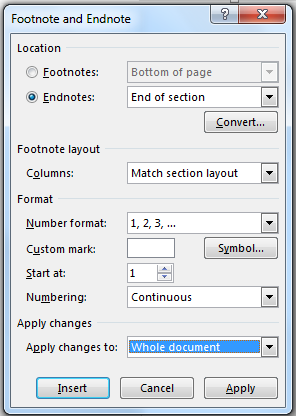 Footnote and Endnote
Location
Footnotes: Bottom of page
Endnotes: End of section
Convert...
Footnote layout
Columns: Match section layout
Format
Number format: 1, 2, 3, ...
Custom mark: Symbol...
Start at: 1
Numbering: Continuous
Apply changes
Apply changes to: Whole document
Insert Cancel Apply